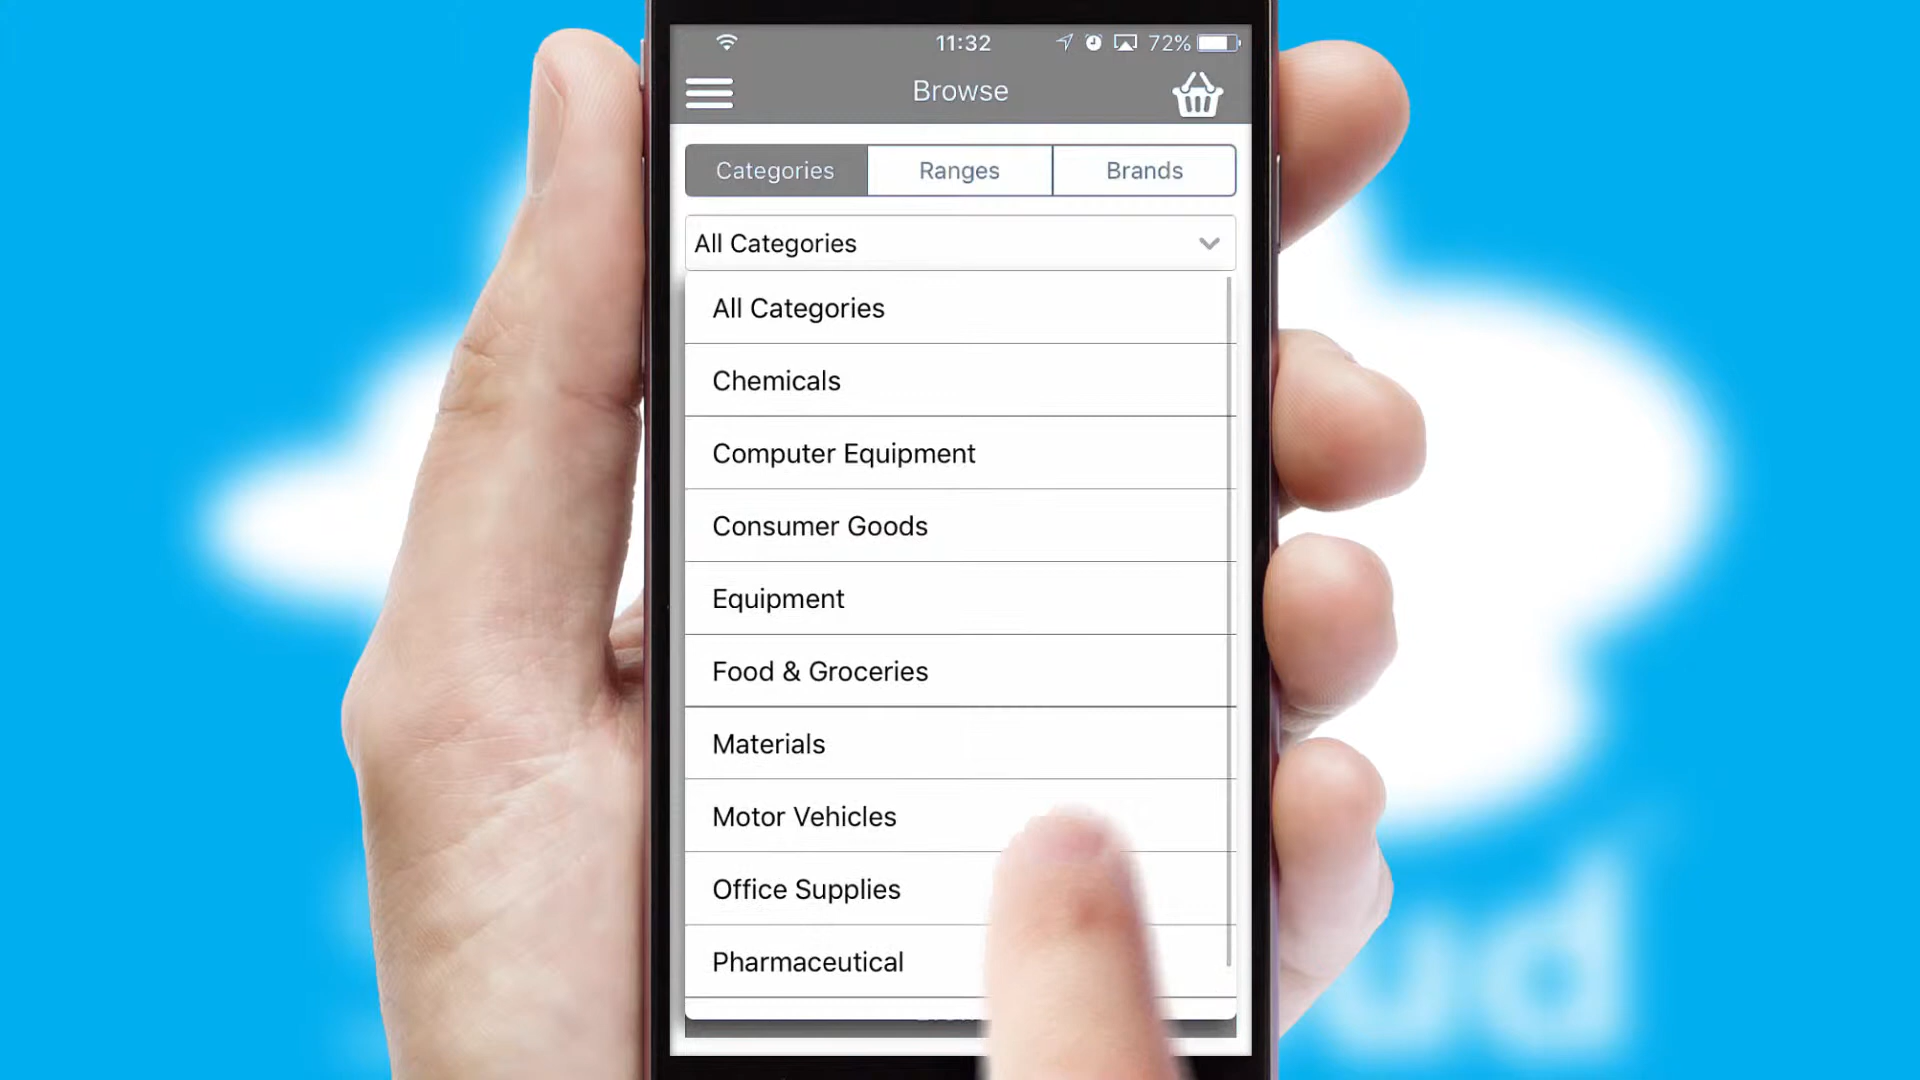 11:32
72%
Browse
Categories
Ranges
Brands
All Categories
All Categories
Chemicals
Computer Equipment
Consumer Goods
Equipment
Food & Groceries
Materials
Motor Vehicles
Office Supplies
Pharmaceutical
ud